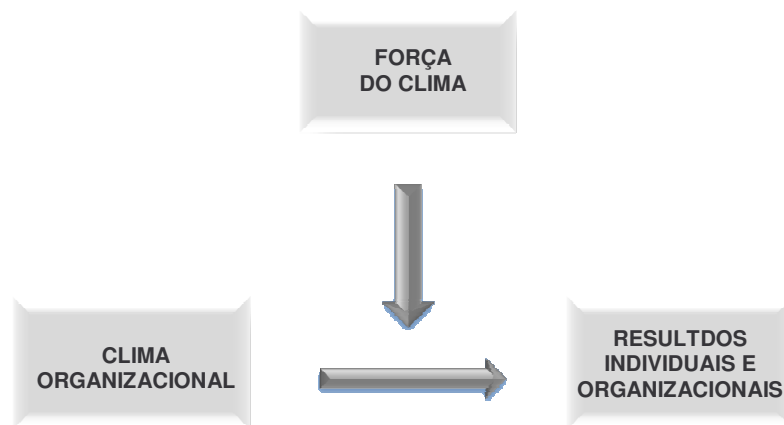 FORÇA
DO CLIMA
CLIMA
ORGANIZACIONAL
RESULTDOS
INDIVIDUAIS E
ORGANIZACIONAIS